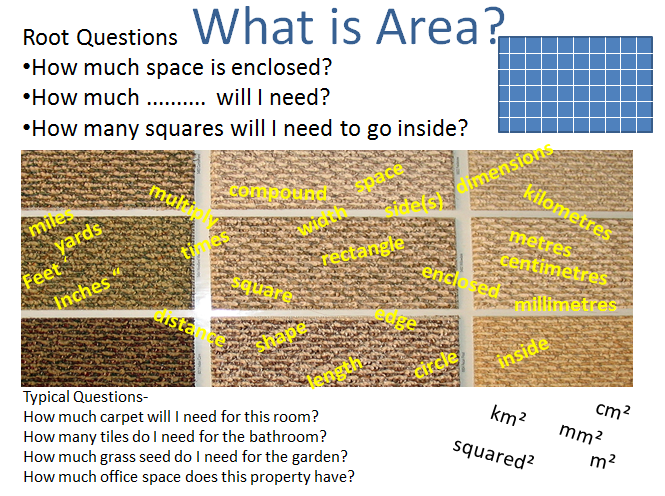 What is Area?
Root Questions
•How much space is enclosed?
•How much .......... will I need?
•How many squares will I need to go inside?
miles
yards
Feet '
Inches “
multiply
times
distance
compound
space
width
side(s)
dimensions
kilometres
rectangle
metres
centimetres
square
enclosed
millimetres
edge
shape
length
circle
inside
Typical Questions-
How much carpet will I need for this room?
How many tiles do I need for the bathroom?
How much grass seed do I need for the garden?
How much office space does this property have?
km²
cm²
mm²
squared²
m²